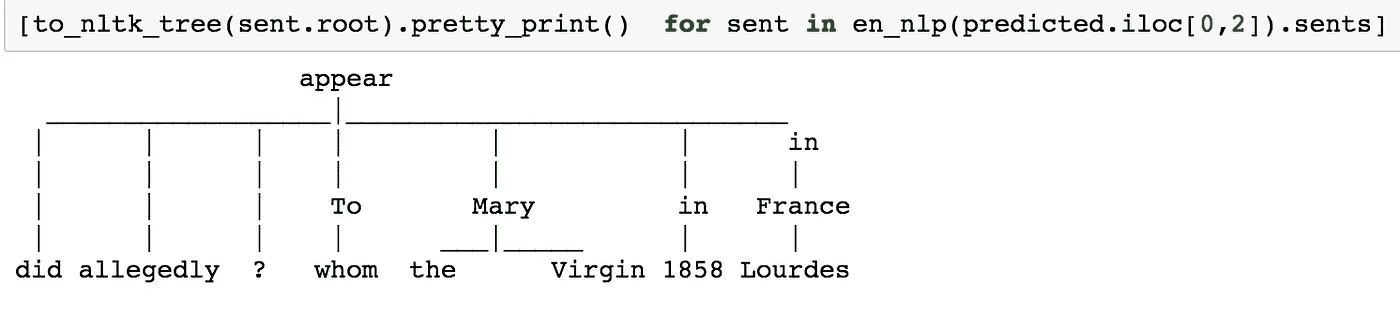 [to_nltk_tree(sent.root).pretty_print()  for sent in en_nlp(predicted.iloc[0,2]).sents]
appear
in
To Mary in France
did allegedly ? whom the Virgin 1858 Lourdes